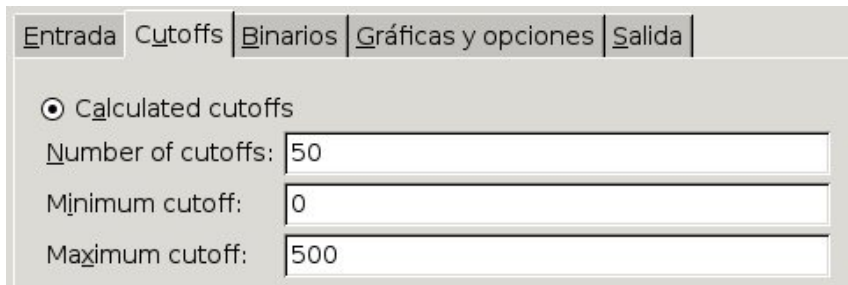 Entrada Cutoffs Binarios Gráficas y opciones Salida
Calculated cutoffs
Number of cutoffs: 50
Minimum cutoff: 0
Maximum cutoff: 500